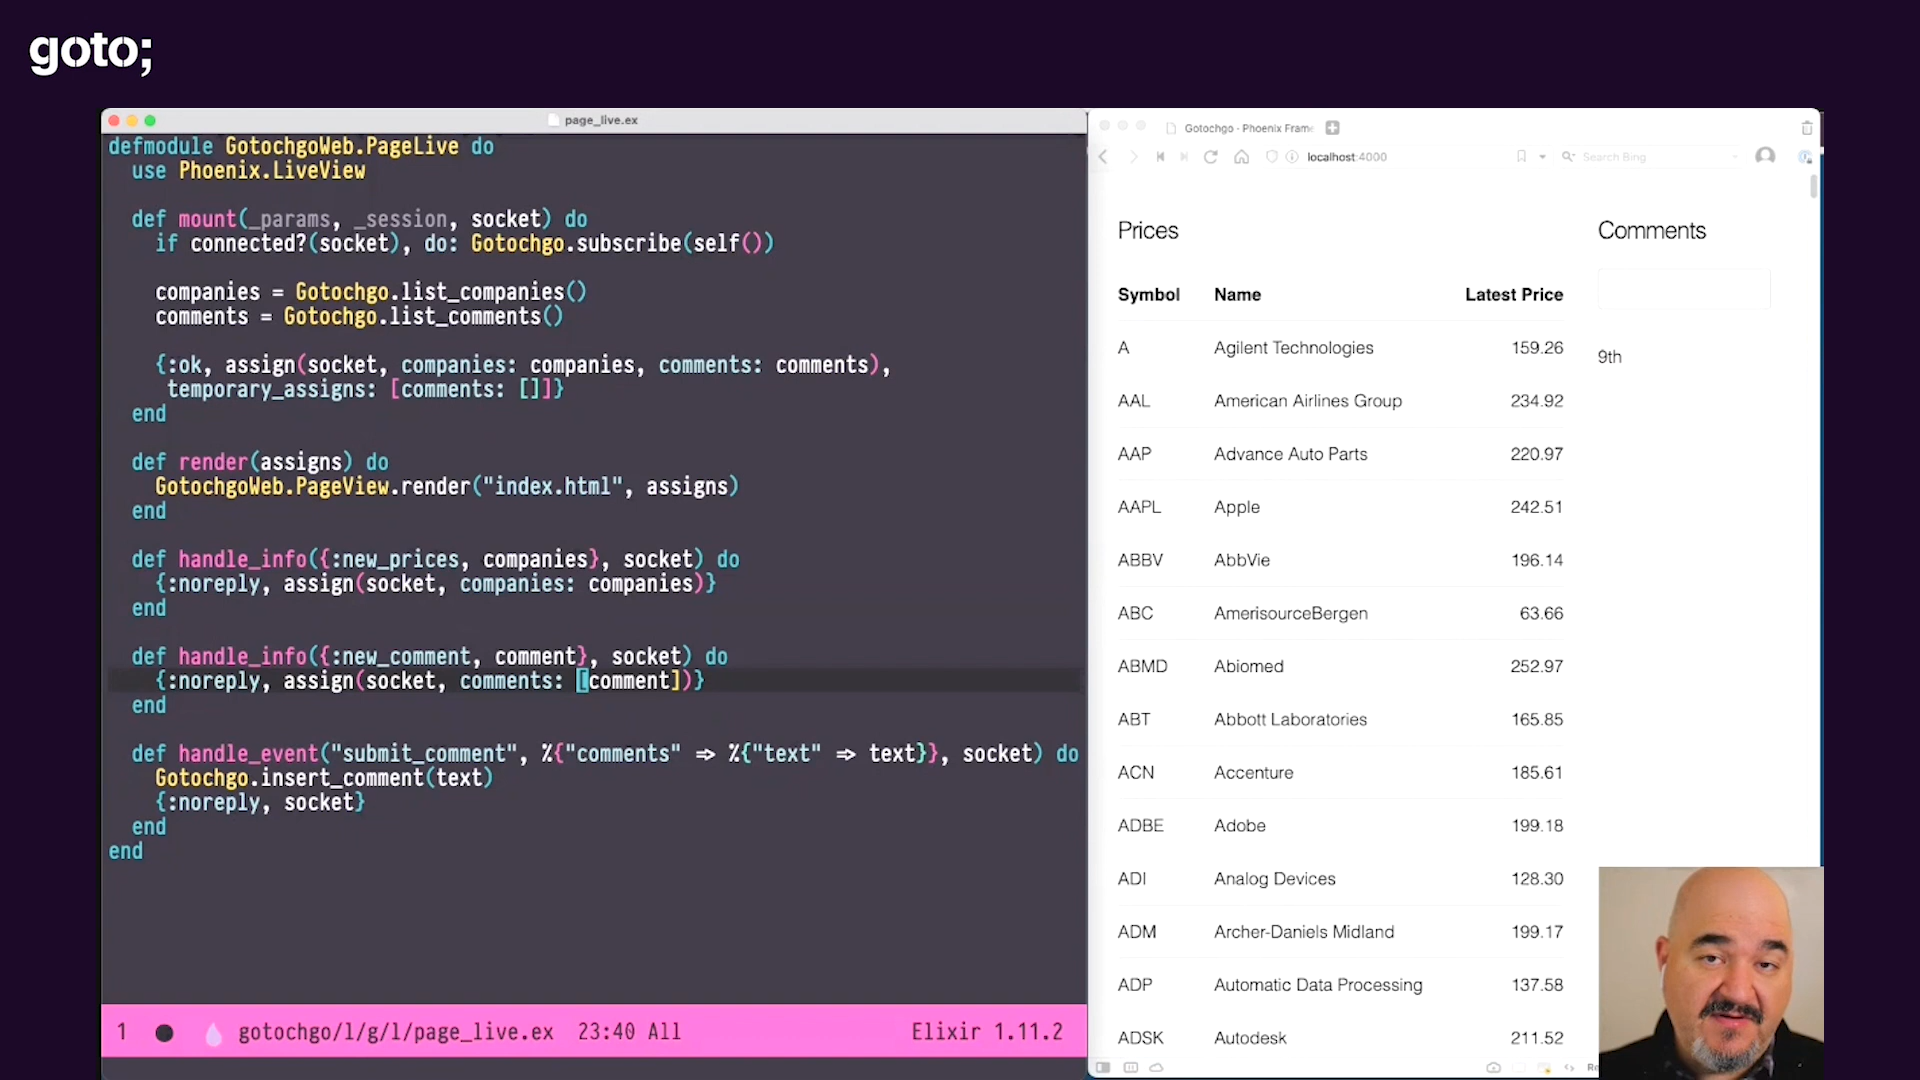 goto;
page_live.ex
defmodule GotochgoWeb.PageLive do
use Phoenix.LiveView
def mount(_params, _session, socket) do
if connected?(socket), do: Gotochgo.subscribe(self())
companies = Gotochgo.list_companies()
comments = Gotochgo.list_comments()
{:ok, assign(socket, companies: companies, comments: comments),
temporary_assigns: [comments: []]}
end
def render(assigns) do
GotochgoWeb.PageView.render("index.html", assigns)
end
def handle_info({:new_prices, companies}, socket) do
{:noreply, assign(socket, companies: companies)}
end
def handle_info({:new_comment, comment}, socket) do
{:noreply, assign(socket, comments: [comment])}
end
def handle_event("submit_comment", %{"comments" => %{"text" => text}}, socket) do
Gotochgo.insert_comment(text)
{:noreply, socket}
end
end
1 gotochgo/l/g/l/page_live.ex 23:40 All Elixir 1.11.2
Gotochgo · Phoenix Frame
localhost:4000 Search Bing
Prices
Symbol Name Latest Price
A Agilent Technologies 159.26
AAL American Airlines Group 234.92
AAP Advance Auto Parts 220.97
AAPL Apple 242.51
ABBV AbbVie 196.14
ABC AmerisourceBergen 63.66
ABMD Abiomed 252.97
ABT Abbott Laboratories 165.85
ACN Accenture 185.61
ADBE Adobe 199.18
ADI Analog Devices 128.30
ADM Archer-Daniels Midland 199.17
ADP Automatic Data Processing 137.58
ADSK Autodesk 211.52
Comments
9th